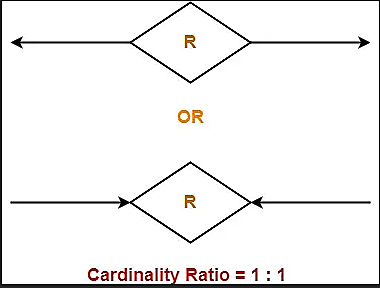 R
OR
R
Cardinality Ratio = 1 : 1